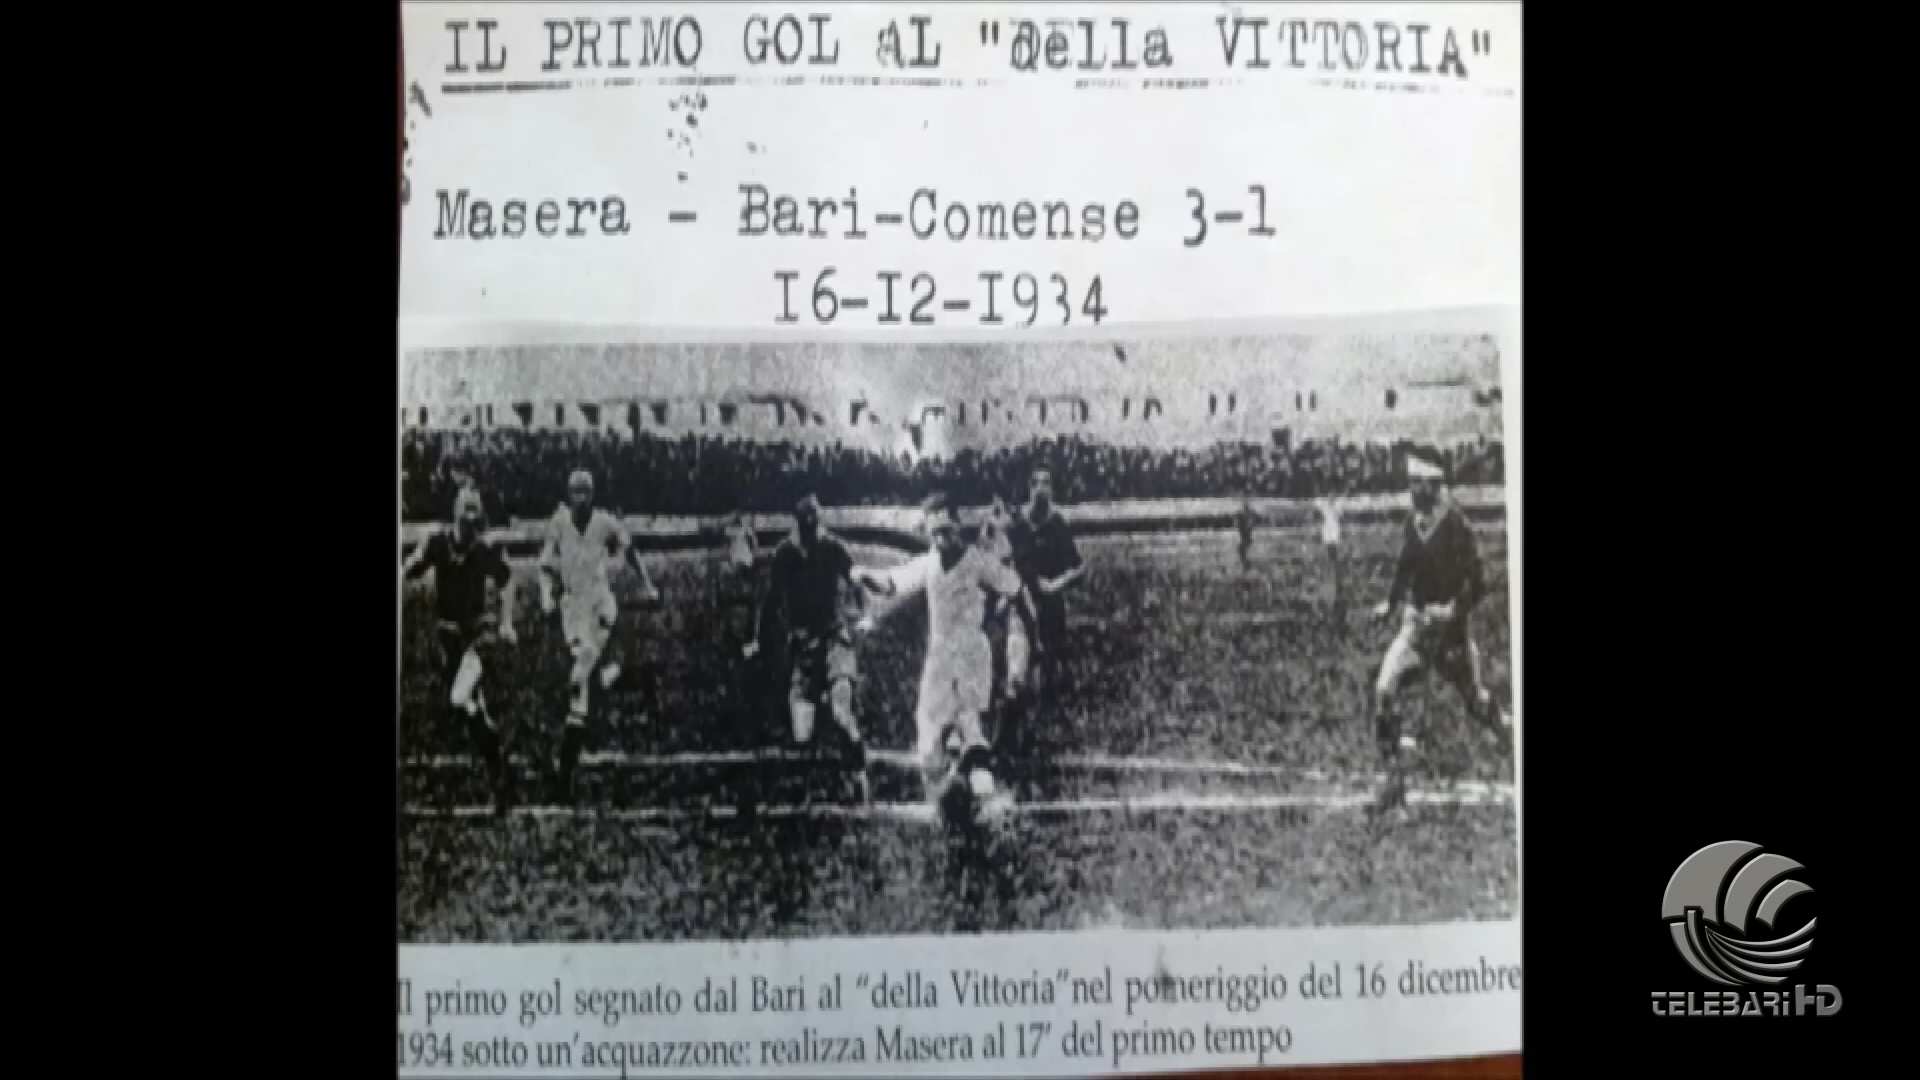 IL PRIMO GOL AL "della VITTORIA"
Masera - Bari-Comense 3-1
I6-I2-I934
Il primo gol segnato dal Bari al “della Vittoria”nel pomeriggio del 16 dicembre
1934 sotto un’acquazzone: realizza Masera al 17’ del primo tempo
TELEBARI HD